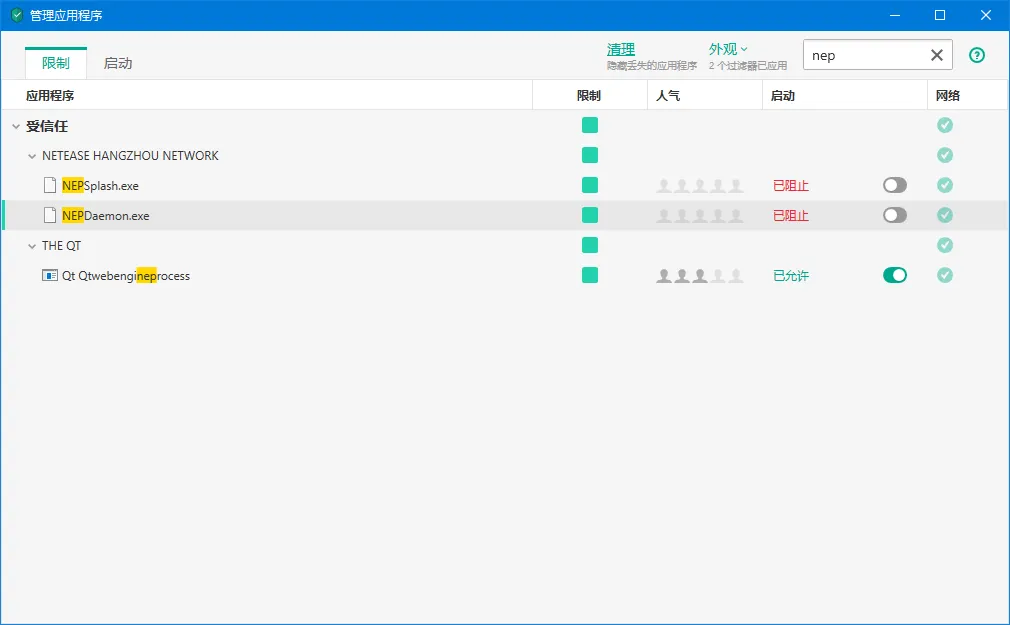 管理应用程序
限制
启动
清理
隐藏丢失的应用程序
外观
2 个过滤器已应用
nep
应用程序
限制
人气
启动
网络
受信任
NETEASE HANGZHOU NETWORK
NEPSplash.exe
已阻止
NEPDaemon.exe
已阻止
THE QT
Qt Qtwebengineprocess
已允许